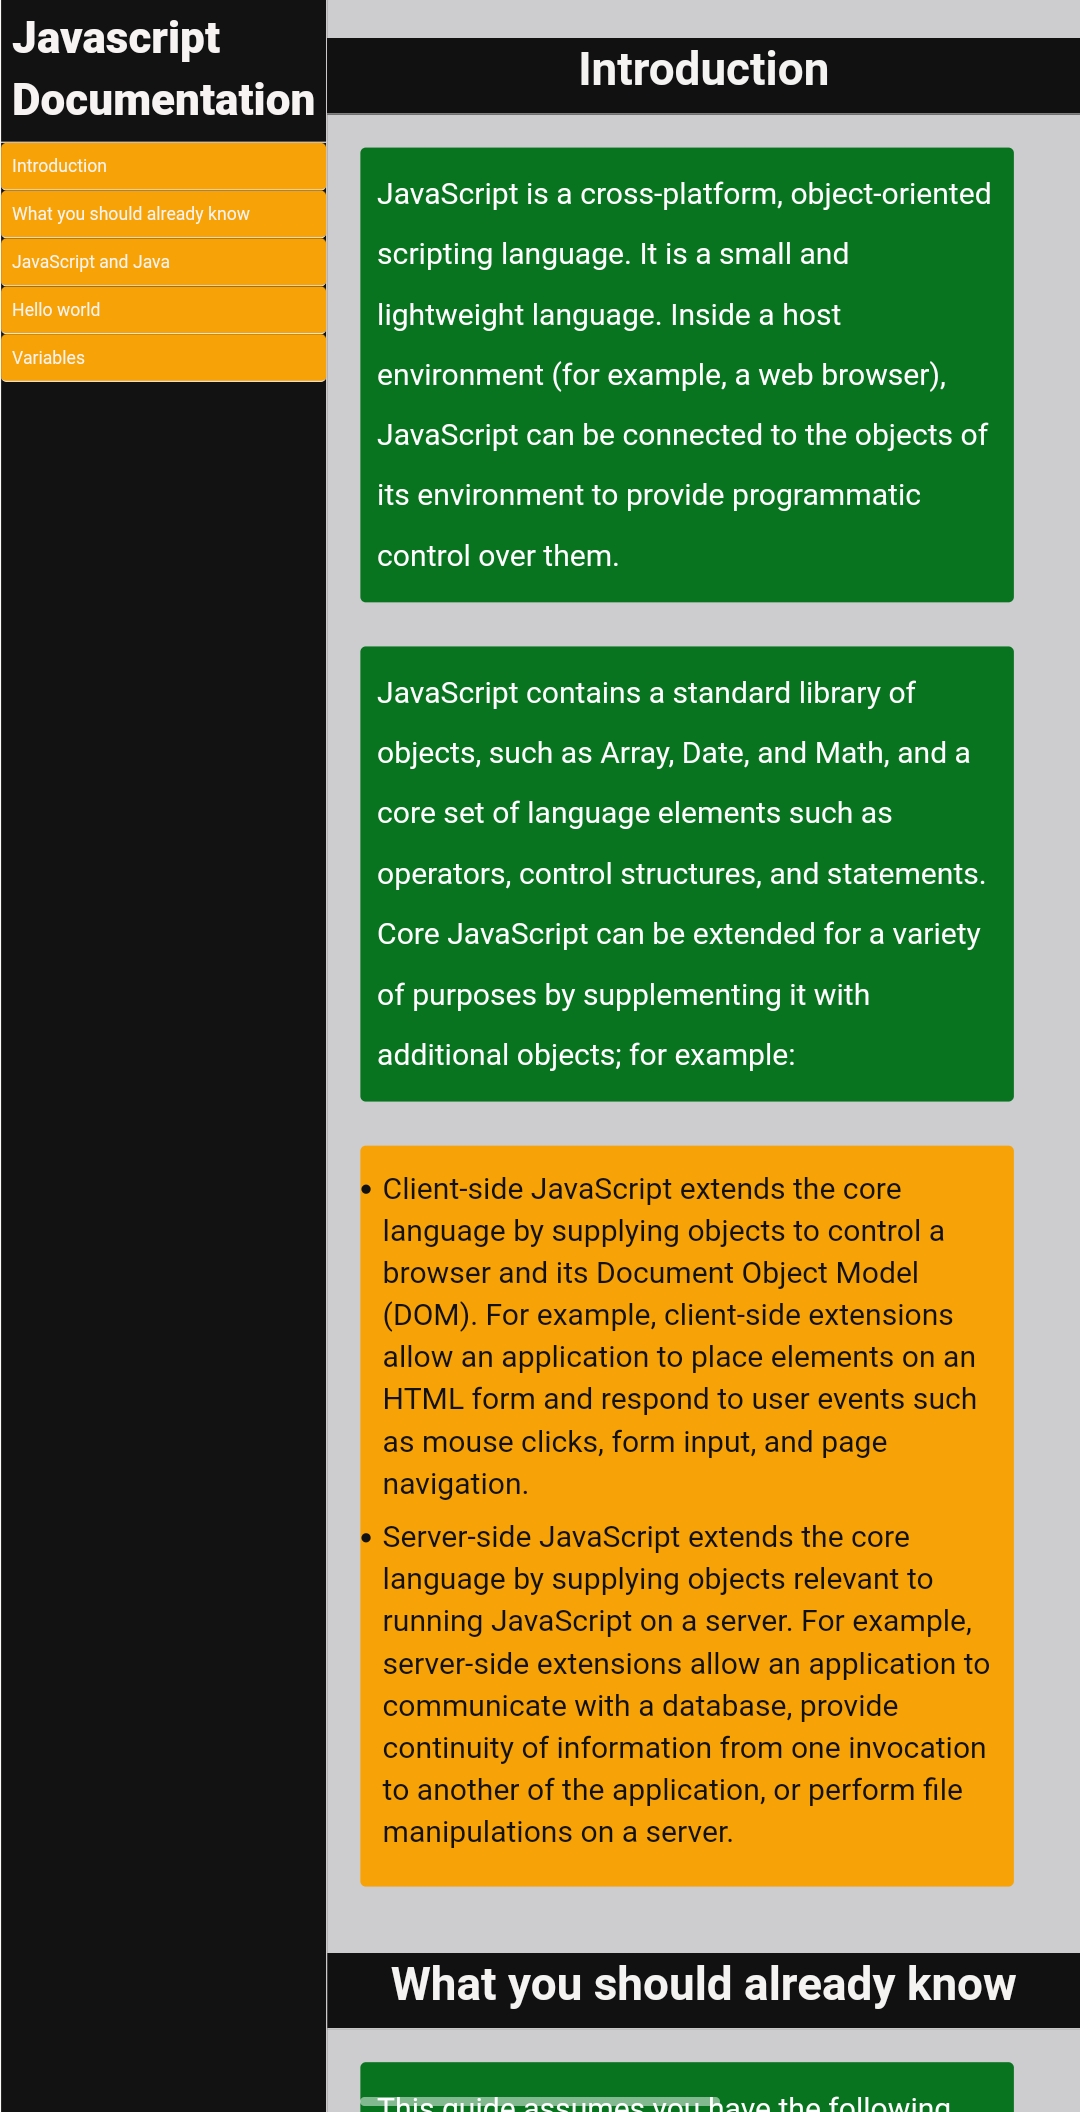 Javascript
Documentation
Introduction
What you should already know
JavaScript and Java
Hello world
Variables
Introduction
JavaScript is a cross-platform, object-oriented
scripting language. It is a small and
lightweight language. Inside a host
environment (for example, a web browser),
JavaScript can be connected to the objects of
its environment to provide programmatic
control over them.
JavaScript contains a standard library of
objects, such as Array, Date, and Math, and a
core set of language elements such as
operators, control structures, and statements.
Core JavaScript can be extended for a variety
of purposes by supplementing it with
additional objects; for example:
• Client-side JavaScript extends the core
language by supplying objects to control a
browser and its Document Object Model
(DOM). For example, client-side extensions
allow an application to place elements on an
HTML form and respond to user events such
as mouse clicks, form input, and page
navigation.
• Server-side JavaScript extends the core
language by supplying objects relevant to
running JavaScript on a server. For example,
server-side extensions allow an application to
communicate with a database, provide
continuity of information from one invocation
to another of the application, or perform file
manipulations on a server.
What you should already know
This guide assumes you have the following